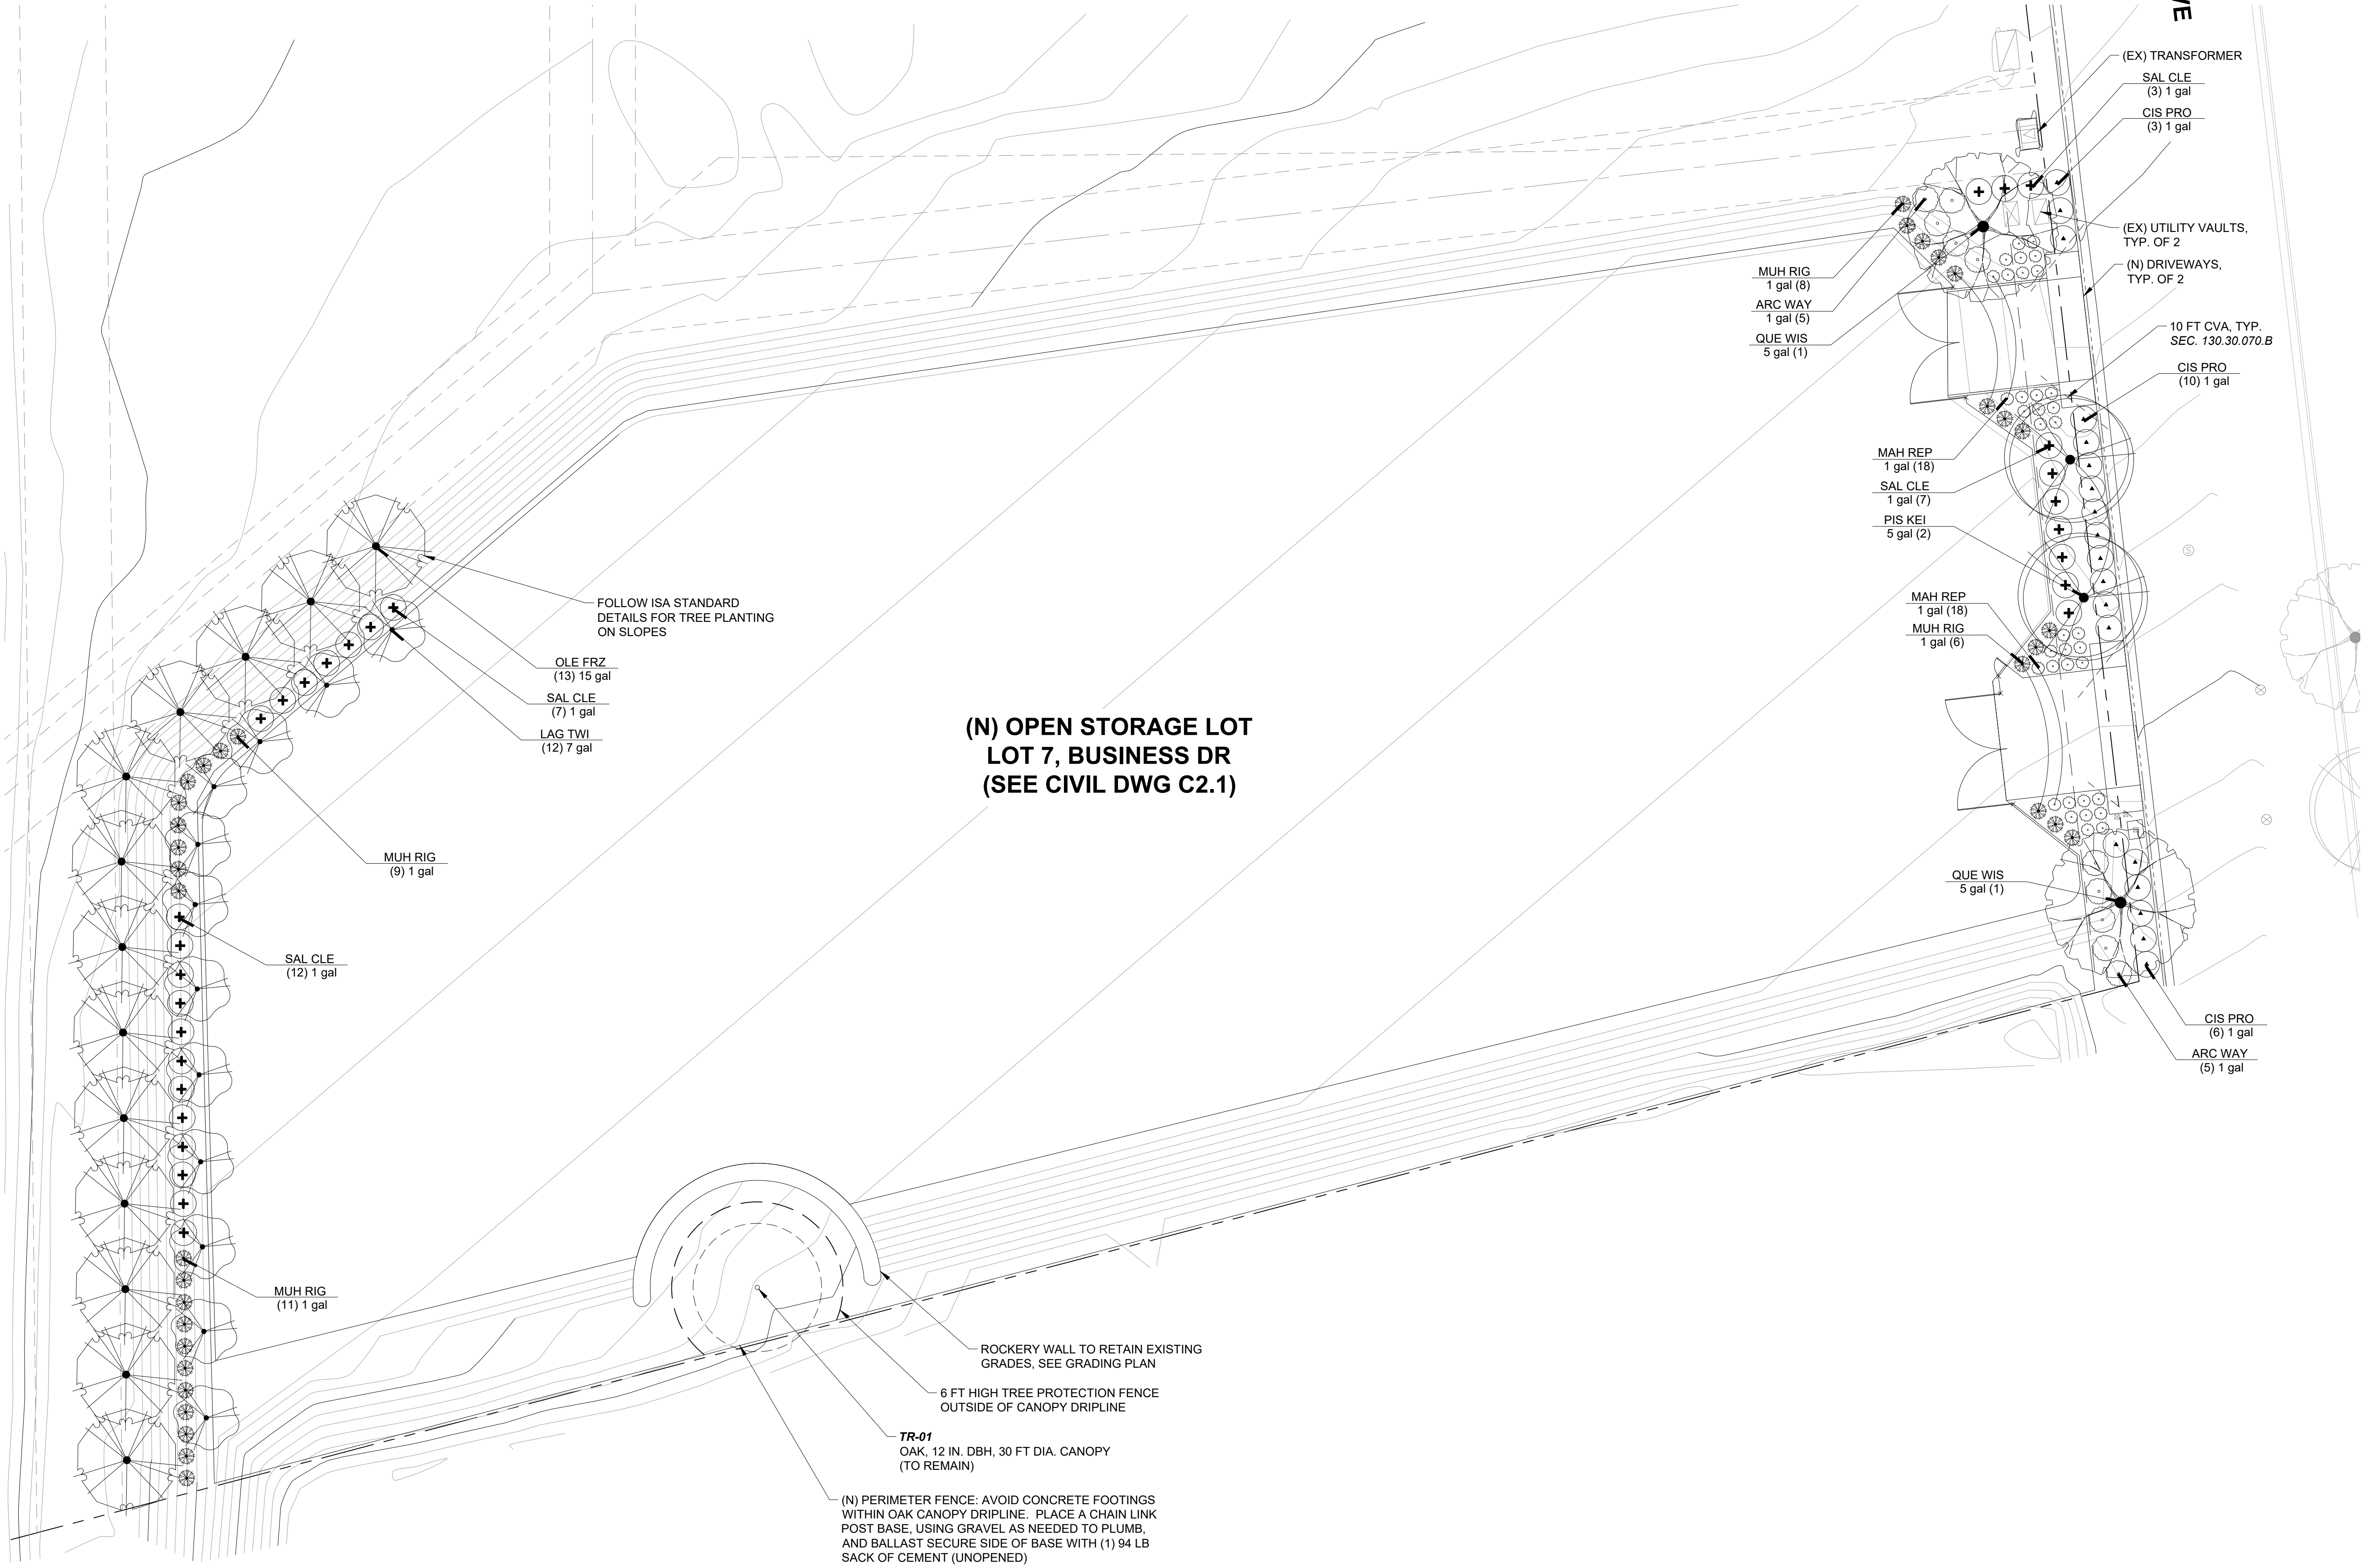 VE
(EX) TRANSFORMER
SAL CLE
(3) 1 gal
CIS PRO
(3) 1 gal
(EX) UTILITY VAULTS,
TYP. OF 2
(N) DRIVEWAYS,
TYP. OF 2
10 FT CVA, TYP.
SEC. 130.30.070.B
CIS PRO
(10) 1 gal
MUH RIG
1 gal (8)
ARC WAY
1 gal (5)
QUE WIS
5 gal (1)
MAH REP
1 gal (18)
SAL CLE
1 gal (7)
PIS KEI
5 gal (2)
S
MAH REP
1 gal (18)
MUH RIG
1 gal (6)
QUE WIS
5 gal (1)
CIS PRO
(6) 1 gal
ARC WAY
(5) 1 gal
FOLLOW ISA STANDARD
DETAILS FOR TREE PLANTING
ON SLOPES
OLE FRZ
(13) 15 gal
SAL CLE
(7) 1 gal
LAG TWI
(12) 7 gal
(N) OPEN STORAGE LOT
LOT 7, BUSINESS DR
(SEE CIVIL DWG C2.1)
MUH RIG
(9) 1 gal
SAL CLE
(12) 1 gal
MUH RIG
(11) 1 gal
ROCKERY WALL TO RETAIN EXISTING
GRADES, SEE GRADING PLAN
6 FT HIGH TREE PROTECTION FENCE
OUTSIDE OF CANOPY DRIPLINE
TR-01
OAK, 12 IN. DBH, 30 FT DIA. CANOPY
(TO REMAIN)
(N) PERIMETER FENCE: AVOID CONCRETE FOOTINGS
WITHIN OAK CANOPY DRIPLINE.  PLACE A CHAIN LINK
POST BASE, USING GRAVEL AS NEEDED TO PLUMB,
AND BALLAST SECURE SIDE OF BASE WITH (1) 94 LB
SACK OF CEMENT (UNOPENED)